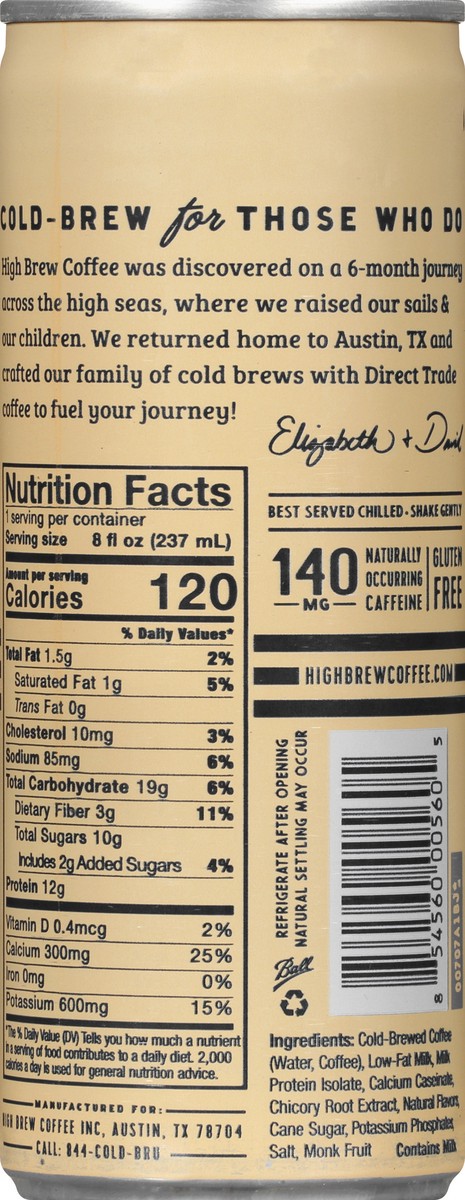 COLD-BREW for THOSE WHO DO
High Brew Coffee was discovered on a 6-month journey
across the high seas, where we raised our sails &
our children. We returned home to Austin, TX and
crafted our family of cold brews with Direct Trade
coffee to fuel your journey!
Elizabeth + David
Nutrition Facts
1 serving per container
Serving size 8 fl oz (237 mL)
Amount per serving
Calories 120
% Daily Values*
Total Fat 1.5g 2%
Saturated Fat 1g 5%
Trans Fat 0g
Cholesterol 10mg 3%
Sodium 85mg 6%
Total Carbohydrate 19g 6%
Dietary Fiber 3g 11%
Total Sugars 10g
Includes 2g Added Sugars 4%
Protein 12g
Vitamin D 0.4mcg 2%
Calcium 300mg 25%
Iron 0mg 0%
Potassium 600mg 15%
*The % Daily Value (DV) Tells you how much a nutrient
in a serving of food contributes to a daily diet. 2,000
calories a day is used for general nutrition advice.
MANUFACTURED FOR:
HIGH BREW COFFEE INC, AUSTIN, TX 78704
CALL: 844-COLD-BRU
BEST SERVED CHILLED • SHAKE GENTLY
140
MG
NATURALLY
OCCURRING
CAFFEINE
GLUTEN
FREE
HIGHBREWCOFFEE.COM
REFRIGERATE AFTER OPENING
NATURAL SETTLING MAY OCCUR
8 54560 00560 5
Ball
Ingredients: Cold-Brewed Coffee
(Water, Coffee), Low-Fat Milk, Milk
Protein Isolate, Calcium Caseinate,
Chicory Root Extract, Natural Flavors,
Cane Sugar, Potassium Phosphate,
Salt, Monk Fruit Contains Milk